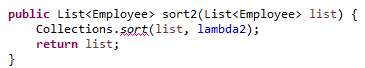 public List<Employee> sort2(List<Employee> list) {
    Collections.sort(list, lambda2);
    return list;
}